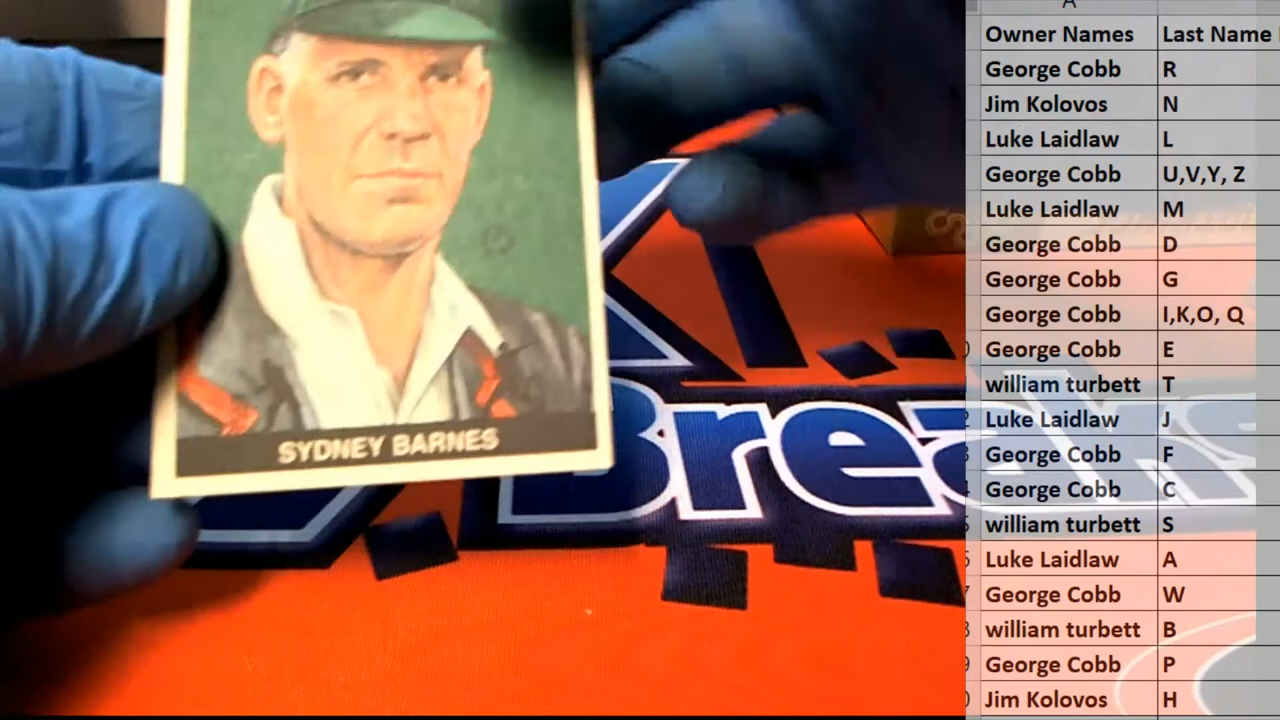 A
Owner Names Last Name
George Cobb R
Jim Kolovos N
Luke Laidlaw L
George Cobb U,V,Y, Z
Luke Laidlaw M
George Cobb D
George Cobb G
George Cobb I,K,O, Q
George Cobb E
william turbett T
Luke Laidlaw J
George Cobb F
George Cobb C
william turbett S
Luke Laidlaw A
George Cobb W
william turbett B
George Cobb P
Jim Kolovos H
SYDNEY BARNES
Breaks